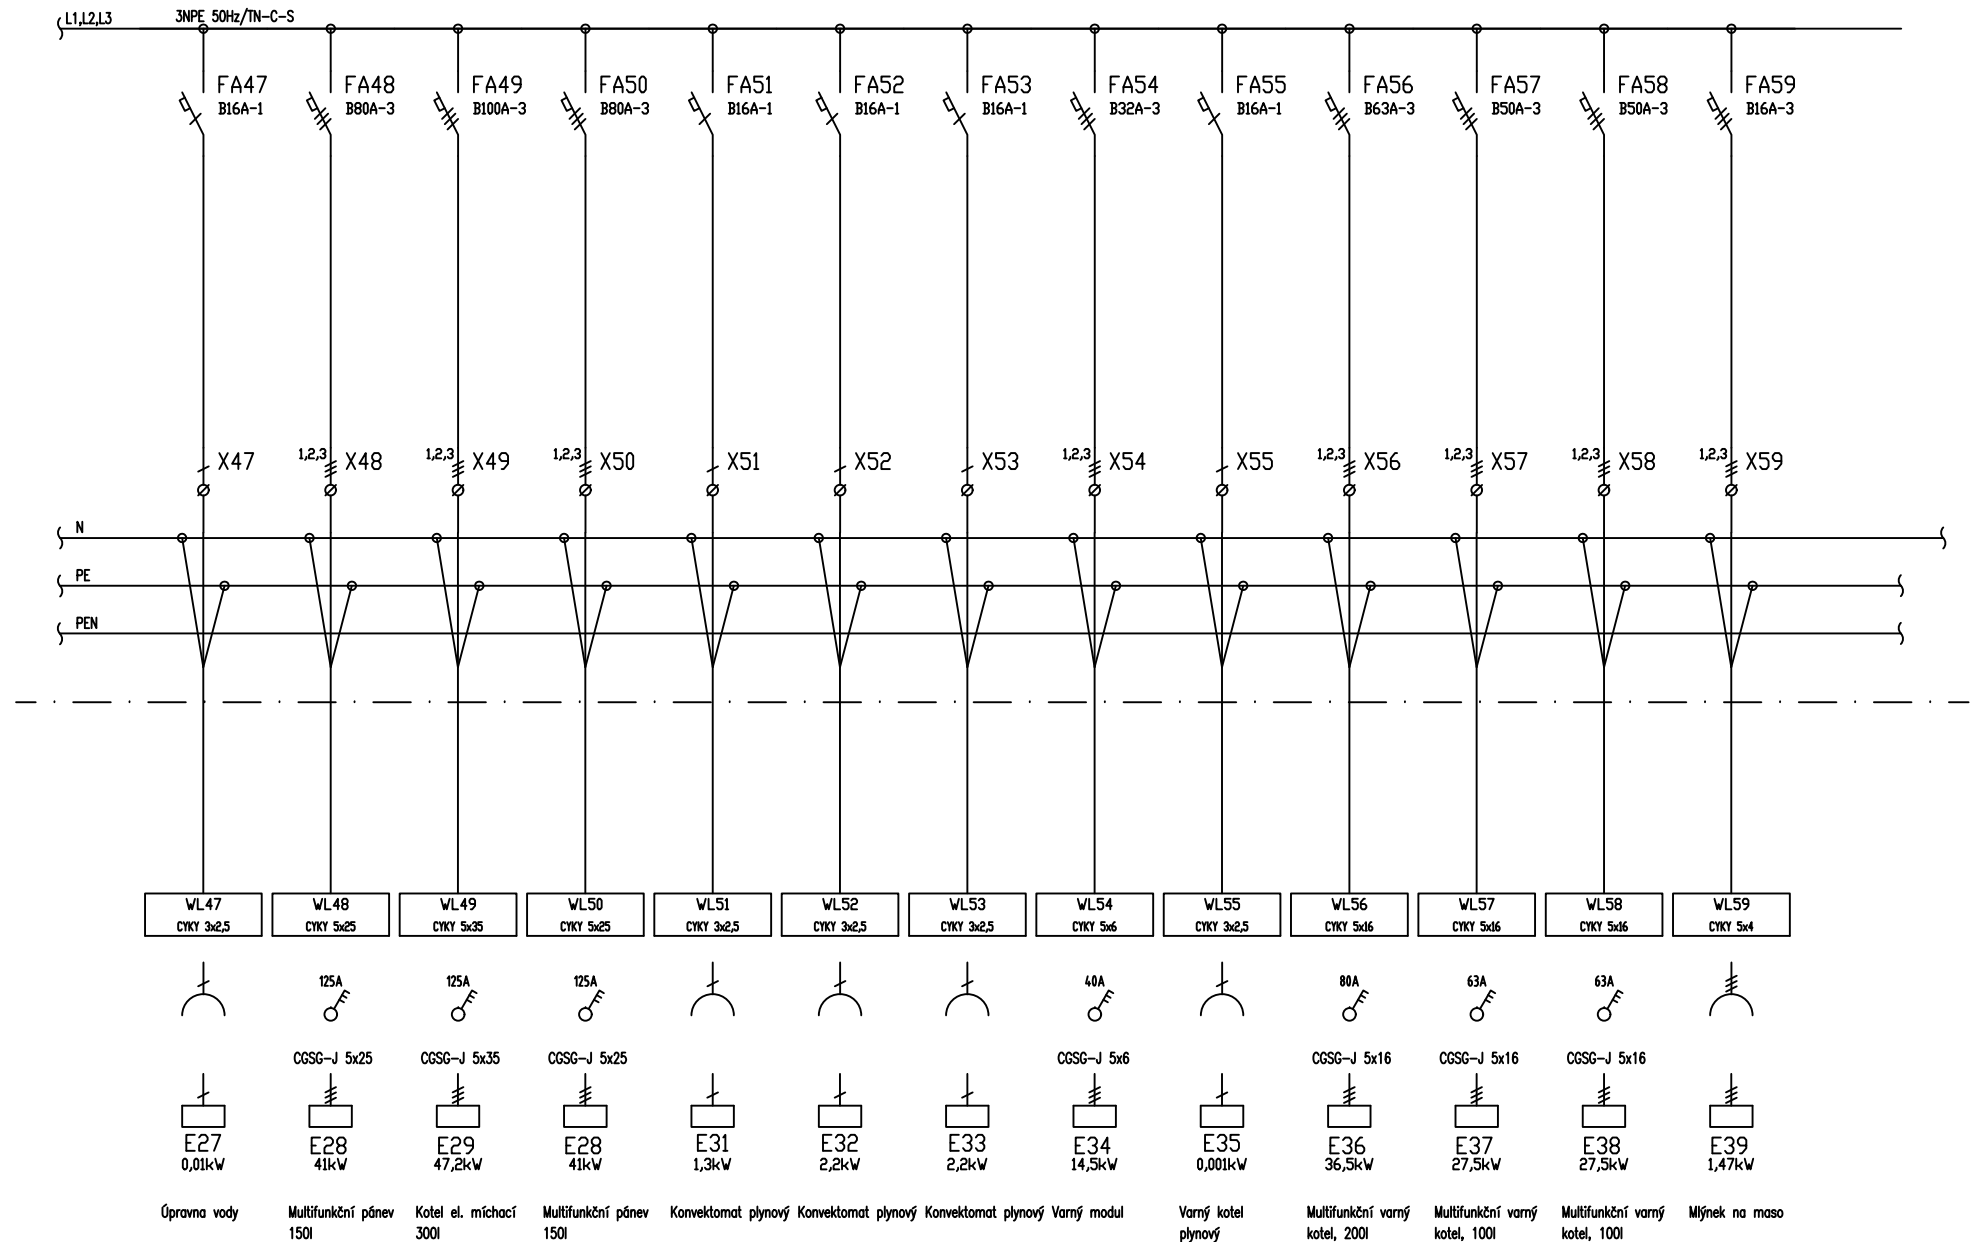 L1,L2,L3 3NPE 50Hz/TN-C-S
FA47 FA48 FA49 FA50 FA51 FA52 FA53 FA54 FA55 FA56 FA57 FA58 FA59
B16A-1 B80A-3 B100A-3 B80A-3 B16A-1 B16A-1 B16A-1 B32A-3 B16A-1 B63A-3 B50A-3 B50A-3 B16A-3
X47 1,2,3 X48 1,2,3 X49 1,2,3 X50 X51 X52 X53 1,2,3 X54 X55 1,2,3 X56 1,2,3 X57 1,2,3 X58 1,2,3 X59
N
PE
PEN
WL47 WL48 WL49 WL50 WL51 WL52 WL53 WL54 WL55 WL56 WL57 WL58 WL59
CYKY 3x2,5 CYKY 5x25 CYKY 5x35 CYKY 5x25 CYKY 3x2,5 CYKY 3x2,5 CYKY 3x2,5 CYKY 5x6 CYKY 3x2,5 CYKY 5x16 CYKY 5x16 CYKY 5x16 CYKY 5x4
125A 125A 125A 40A 80A 63A 63A
CGSG-J 5x25 CGSG-J 5x35 CGSG-J 5x25 CGSG-J 5x6 CGSG-J 5x16 CGSG-J 5x16 CGSG-J 5x16
E27 E28 E29 E28 E31 E32 E33 E34 E35 E36 E37 E38 E39
0,01kW 41kW 47,2kW 41kW 1,3kW 2,2kW 2,2kW 14,5kW 0,001kW 36,5kW 27,5kW 27,5kW 1,47kW
Úpravna vody Multifunkční pánev Kotel el. míchací Multifunkční pánev Konvektomat plynový Konvektomat plynový Konvektomat plynový Varný modul Varný kotel Multifunkční varný Multifunkční varný Multifunkční varný Mlýnek na maso
150l 300l 150l plynový kotel, 200l kotel, 100l kotel, 100l